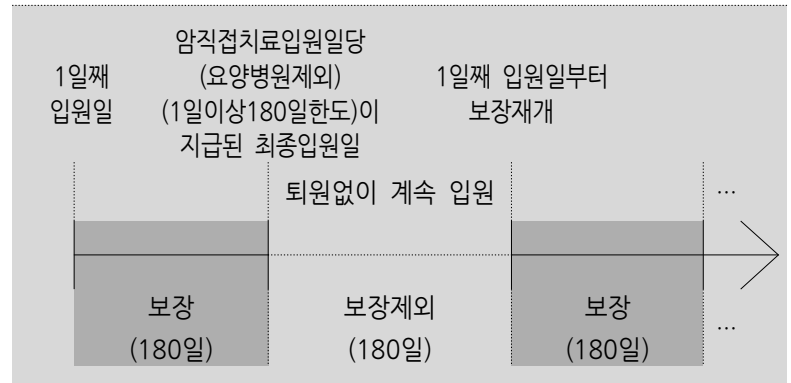 1일째
입원일
암직접치료입원일당
(요양병원제외)
(1일이상180일한도)이
지급된 최종입원일
1일째 입원일부터
보장재개
퇴원없이 계속 입원
…
보장
(180일)
보장제외
(180일)
보장
(180일)
…